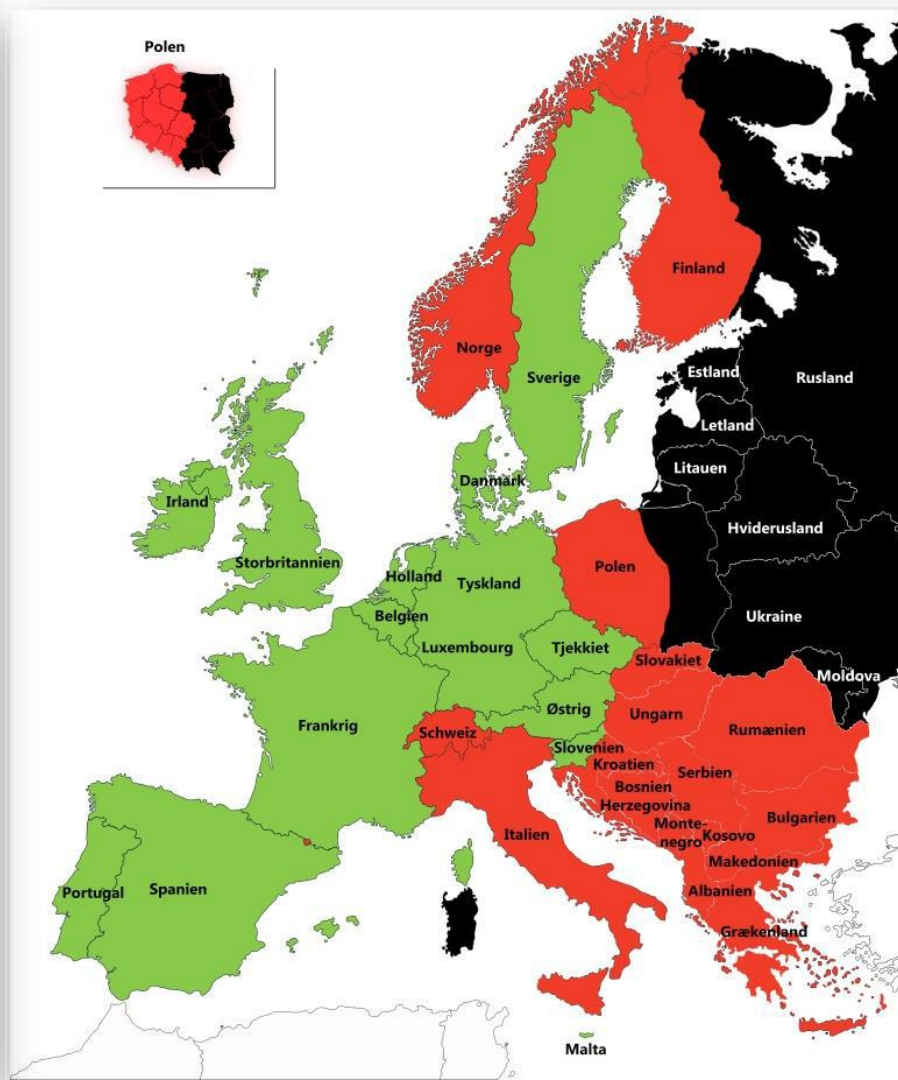 Polen
Finland
Norge
Sverige
Estland
Rusland
Letland
Litauen
Danmark
Irland
Hviderusland
Storbritannien
Holland
Tyskland
Polen
Belgien
Ukraine
Luxembourg
Tjekkiet
Slovakiet
Moldova
Østrig
Ungarn
Frankrig
Schweiz
Rumænien
Slovenien
Kroatien
Serbien
Bosnien
Herzegovina
Bulgarien
Monte-
negro
Kosovo
Italien
Makedonien
Portugal
Spanien
Albanien
Grækenland
Malta